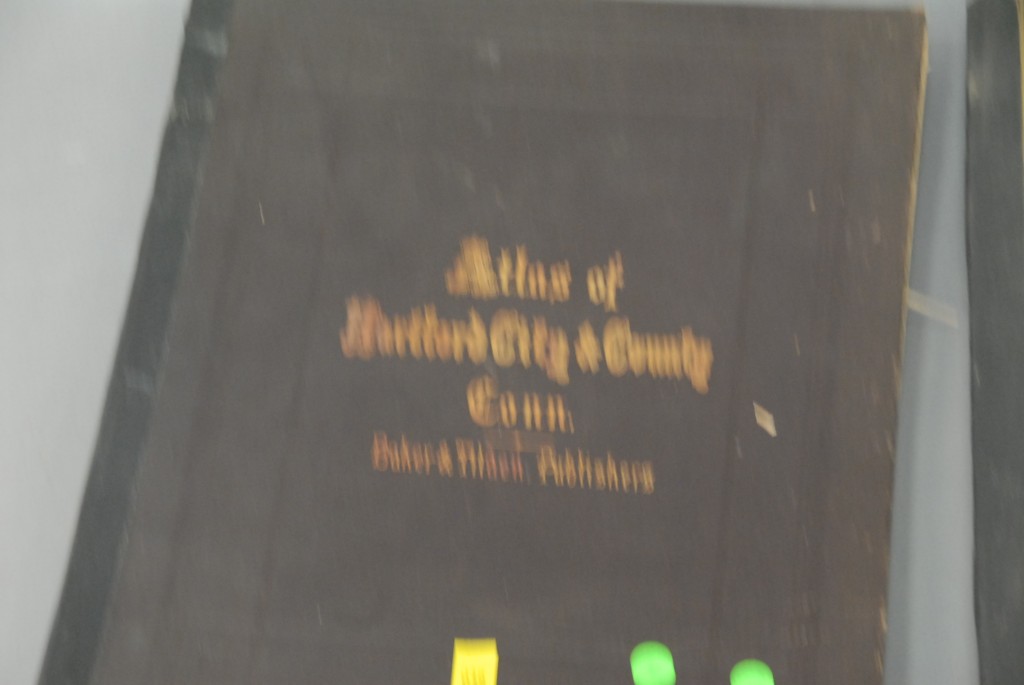 Atlas of
Hartford City & County
Conn.
Baker & Tilden, Publishers